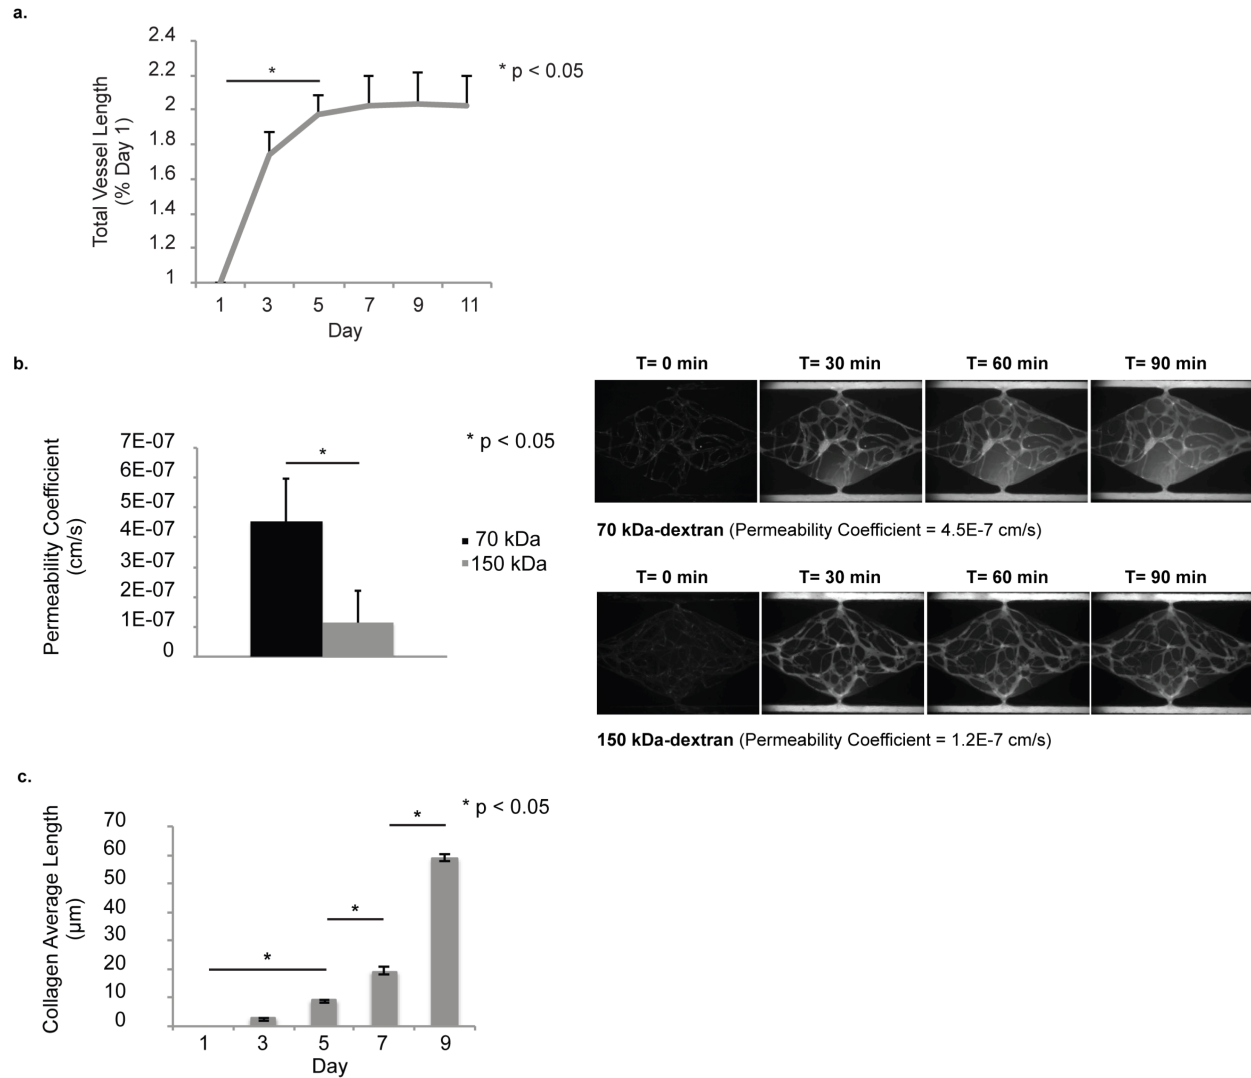 a.
2.4
2.2
2
1.8
1.6
1.4
1.2
1
Total Vessel Length
(% Day 1)
*
* p < 0.05
1 3 5 7 9 11
Day
b.
7E-07
6E-07
5E-07
4E-07
3E-07
2E-07
1E-07
0
Permeability Coefficient
(cm/s)
*
* p < 0.05
70 kDa
150 kDa
T= 0 min T= 30 min T= 60 min T= 90 min
70 kDa-dextran (Permeability Coefficient = 4.5E-7 cm/s)
T= 0 min T= 30 min T= 60 min T= 90 min
150 kDa-dextran (Permeability Coefficient = 1.2E-7 cm/s)
c.
70
60
50
40
30
20
10
0
Collagen Average Length
(µm)
*
*
*
* p < 0.05
1 3 5 7 9
Day